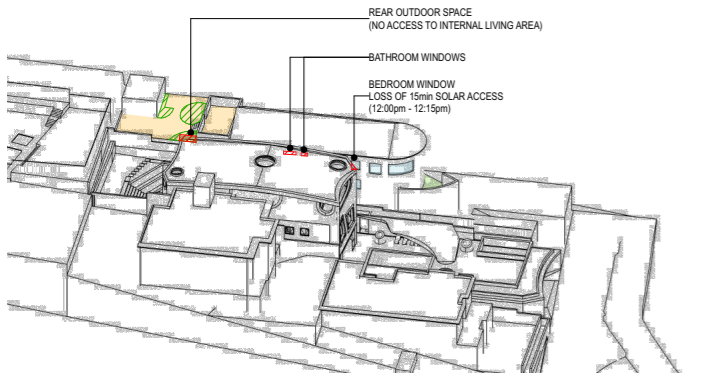 REAR OUTDOOR SPACE
(NO ACCESS TO INTERNAL LIVING AREA)
BATHROOM WINDOWS
BEDROOM WINDOW
LOSS OF 15min SOLAR ACCESS
(12:00pm - 12:15pm)